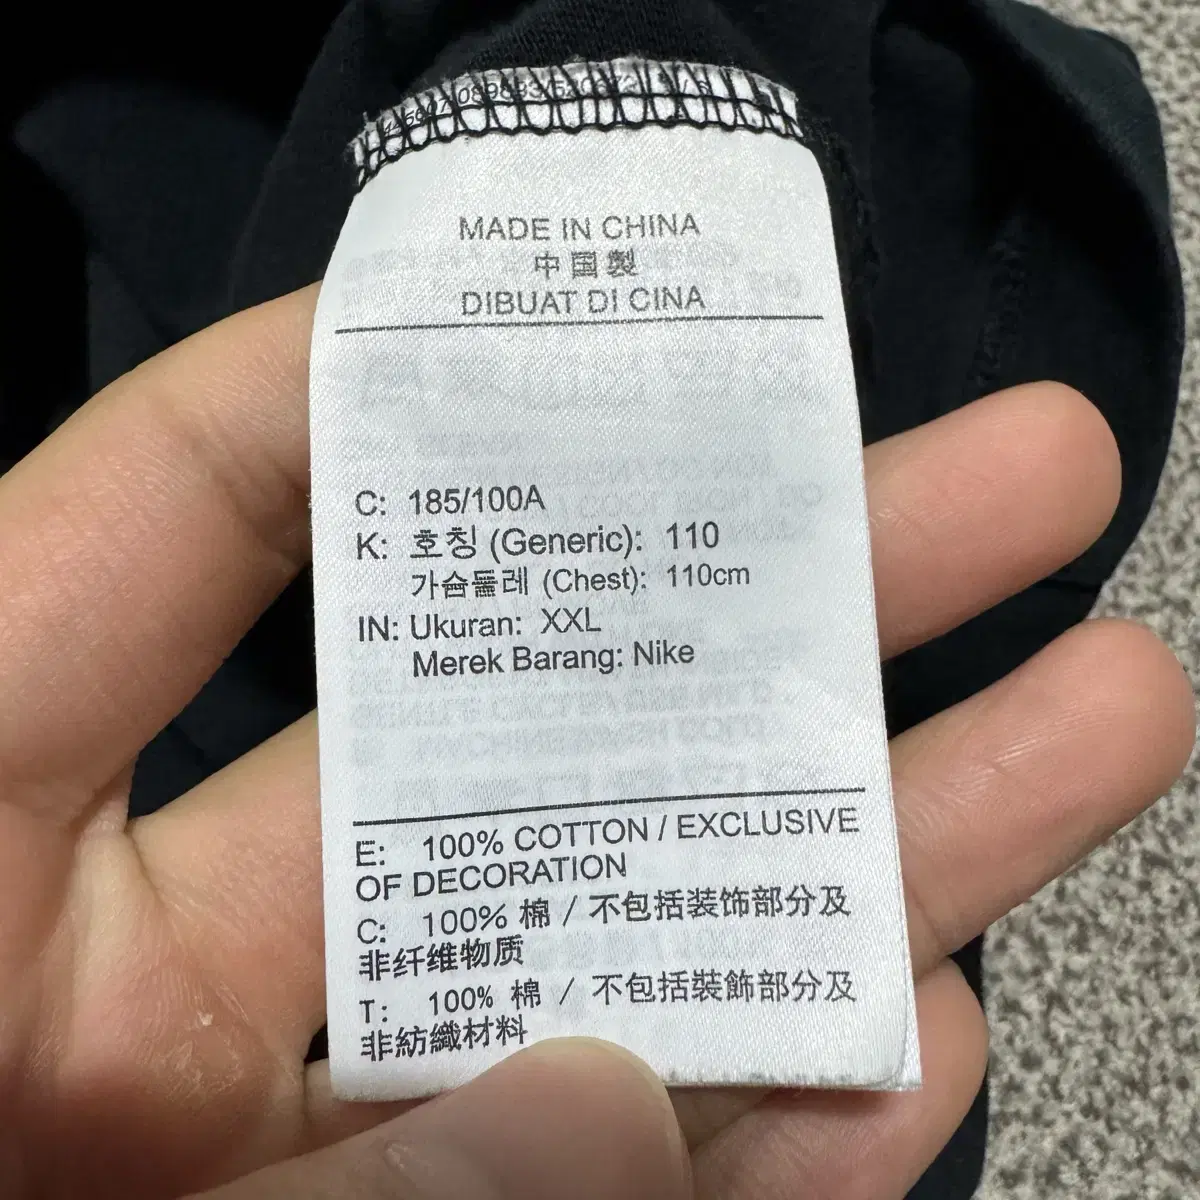 MADE IN CHINA
中国製
DIBUAT DI CINA
C: 185/100A
K: 호칭 (Generic): 110
가슴둘레 (Chest): 110cm
IN: Ukuran: XXL
Merek Barang: Nike
E: 100% COTTON / EXCLUSIVE
OF DECORATION
C: 100% 棉 / 不包括装饰部分及
非纤维物质
T: 100% 棉 / 不包括裝飾部分及
非紡織材料